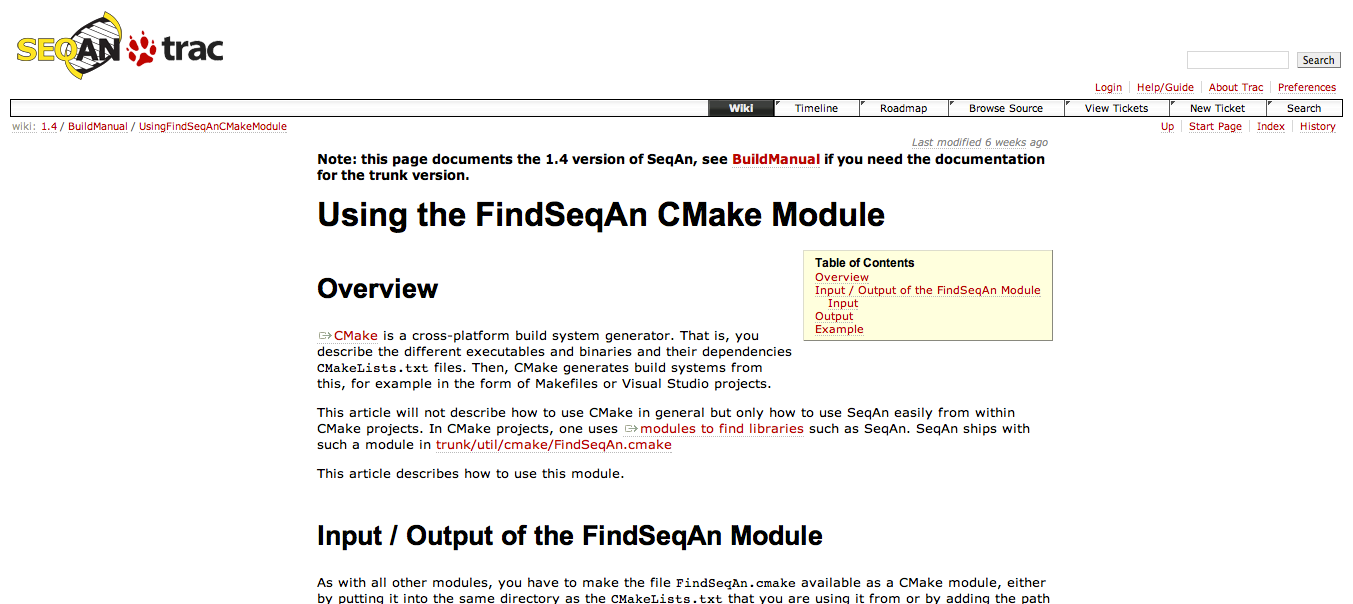 SEQAN trac
Search
Login Help/Guide About Trac Preferences
Wiki Timeline Roadmap Browse Source View Tickets New Ticket Search
wiki: 1.4 / BuildManual / UsingFindSeqAnCMakeModule
Up Start Page Index History
Last modified 6 weeks ago
Note: this page documents the 1.4 version of SeqAn, see BuildManual if you need the documentation
for the trunk version.
Using the FindSeqAn CMake Module
Table of Contents
Overview
Input / Output of the FindSeqAn Module
Input
Output
Example
Overview
CMake is a cross-platform build system generator. That is, you
describe the different executables and binaries and their dependencies
CMakeLists.txt files. Then, CMake generates build systems from
this, for example in the form of Makefiles or Visual Studio projects.
This article will not describe how to use CMake in general but only how to use SeqAn easily from within
CMake projects. In CMake projects, one uses modules to find libraries such as SeqAn. SeqAn ships with
such a module in trunk/util/cmake/FindSeqAn.cmake
This article describes how to use this module.
Input / Output of the FindSeqAn Module
As with all other modules, you have to make the file FindSeqAn.cmake available as a CMake module, either
by putting it into the same directory as the CMakeLists.txt that you are using it from or by adding the path